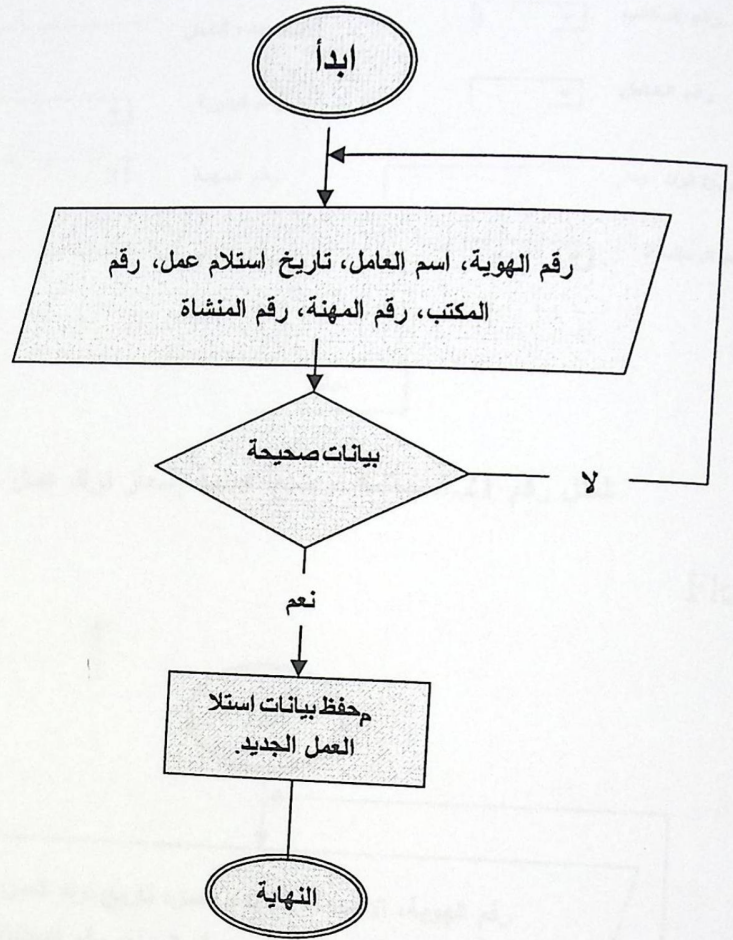 ابدأ
رقم الهوية، اسم العامل، تاريخ استلام عمل، رقم
المكتب، رقم المهنة، رقم المنشاة
بيانات صحيحة
لا
نعم
محفظ بيانات استلا
العمل الجديد.
النهاية